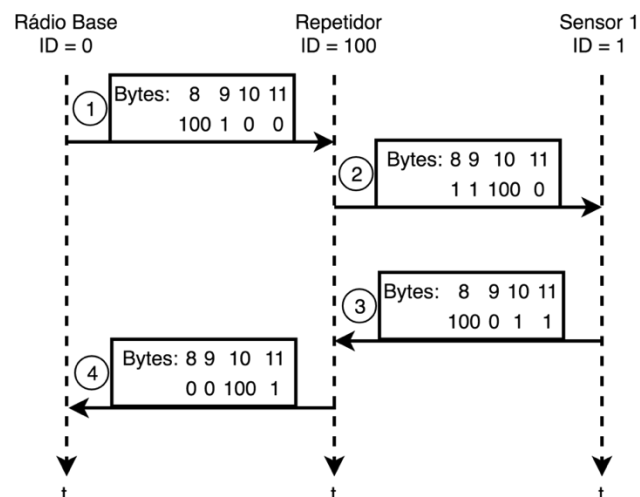 Rádio Base
ID = 0
Repetidor
ID = 100
Sensor 1
ID = 1
1
Bytes: 8 9 10 11
100 1 0 0
2
Bytes: 8 9 10 11
1 1 100 0
3
Bytes: 8 9 10 11
100 0 1 1
4
Bytes: 8 9 10 11
0 0 100 1
t
t
t